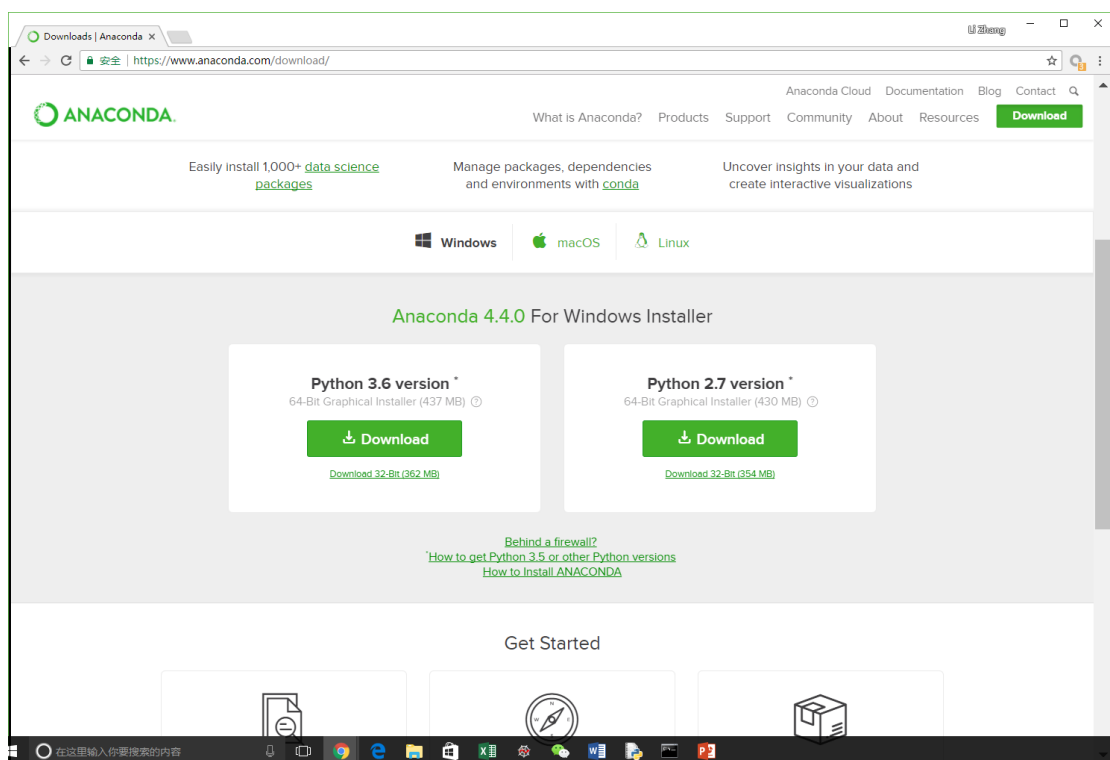 Downloads | Anaconda
Li Zheng
安全 | https://www.anaconda.com/download/
Anaconda Cloud Documentation Blog Contact
ANACONDA.
What is Anaconda? Products Support Community About Resources Download
Easily install 1,000+ data science packages
Manage packages, dependencies and environments with conda
Uncover insights in your data and create interactive visualizations
Windows macOS Linux
Anaconda 4.4.0 For Windows Installer
Python 3.6 version *
64-Bit Graphical Installer (437 MB) ?
Download
Download 32-Bit (362 MB)
Python 2.7 version *
64-Bit Graphical Installer (430 MB) ?
Download
Download 32-Bit (354 MB)
Behind a firewall?
*How to get Python 3.5 or other Python versions
How to Install ANACONDA
Get Started
N
W E
在这里输入你要搜索的内容